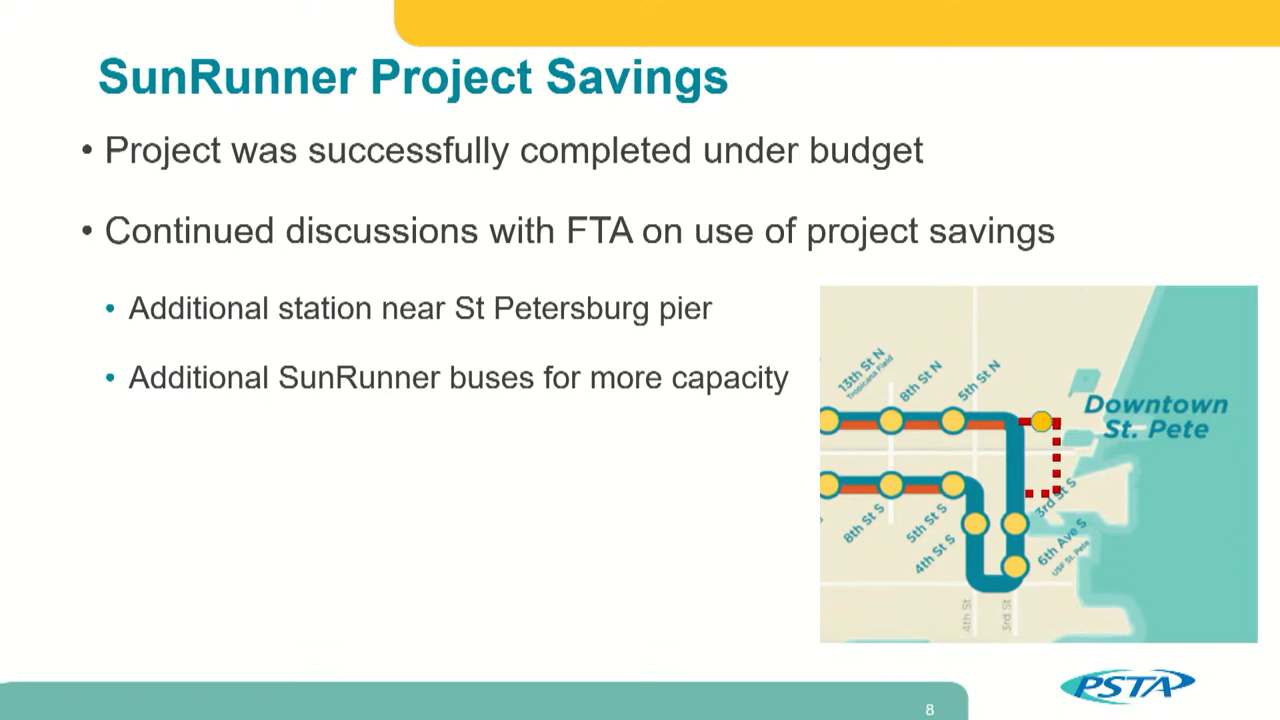 SunRunner Project Savings
• Project was successfully completed under budget
• Continued discussions with FTA on use of project savings
• Additional station near St Petersburg pier
• Additional SunRunner buses for more capacity
13th St N
Tropicana Field
8th St N
5th St N
Downtown
St. Pete
8th St S
5th St S
4th St S
3rd St S
6th Ave S
USF St. Pete
4th St
3rd St
PSTA
8